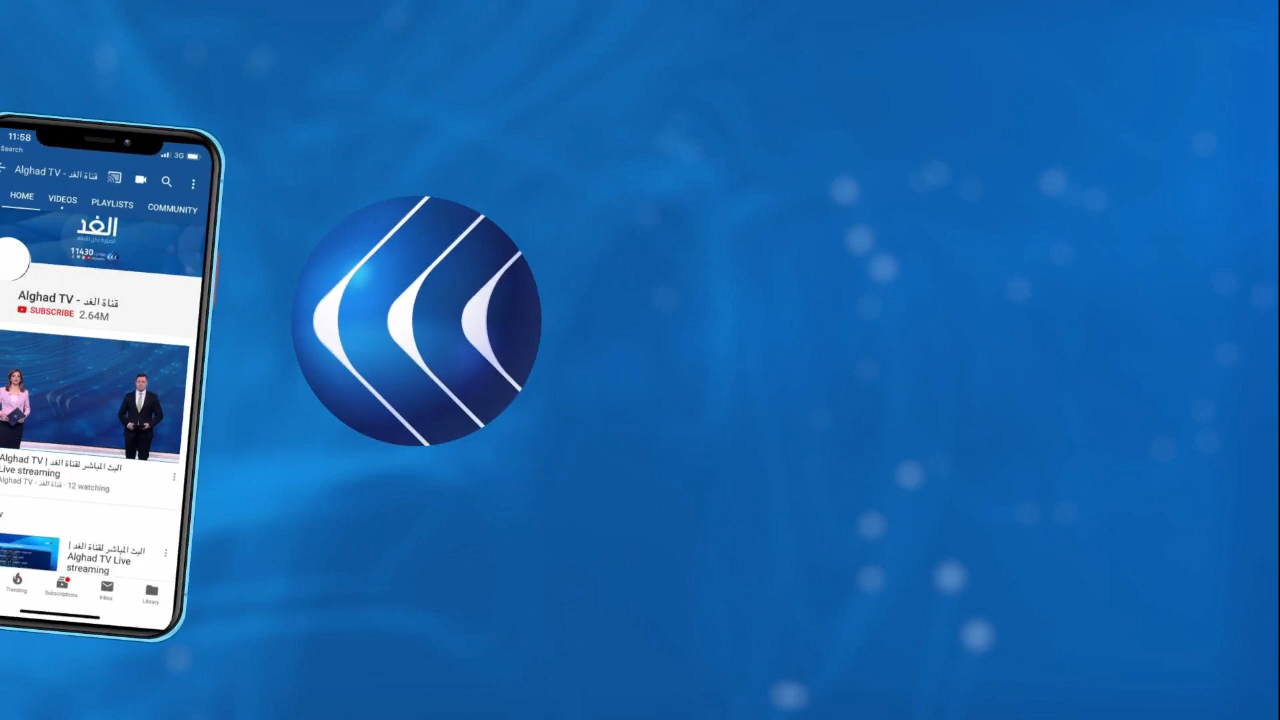 11:58
Search
3G
Alghad TV - قناة الغد
HOME VIDEOS PLAYLISTS COMMUNITY
الغد
11430
Alghad TV - قناة الغد
SUBSCRIBE 2.64M
Alghad TV | البث المباشر لقناة الغد
Live streaming
Alghad TV - قناة الغد · 12 watching
البث المباشر لقناة الغد |
Alghad TV Live
streaming
Trending Subscriptions Inbox Library